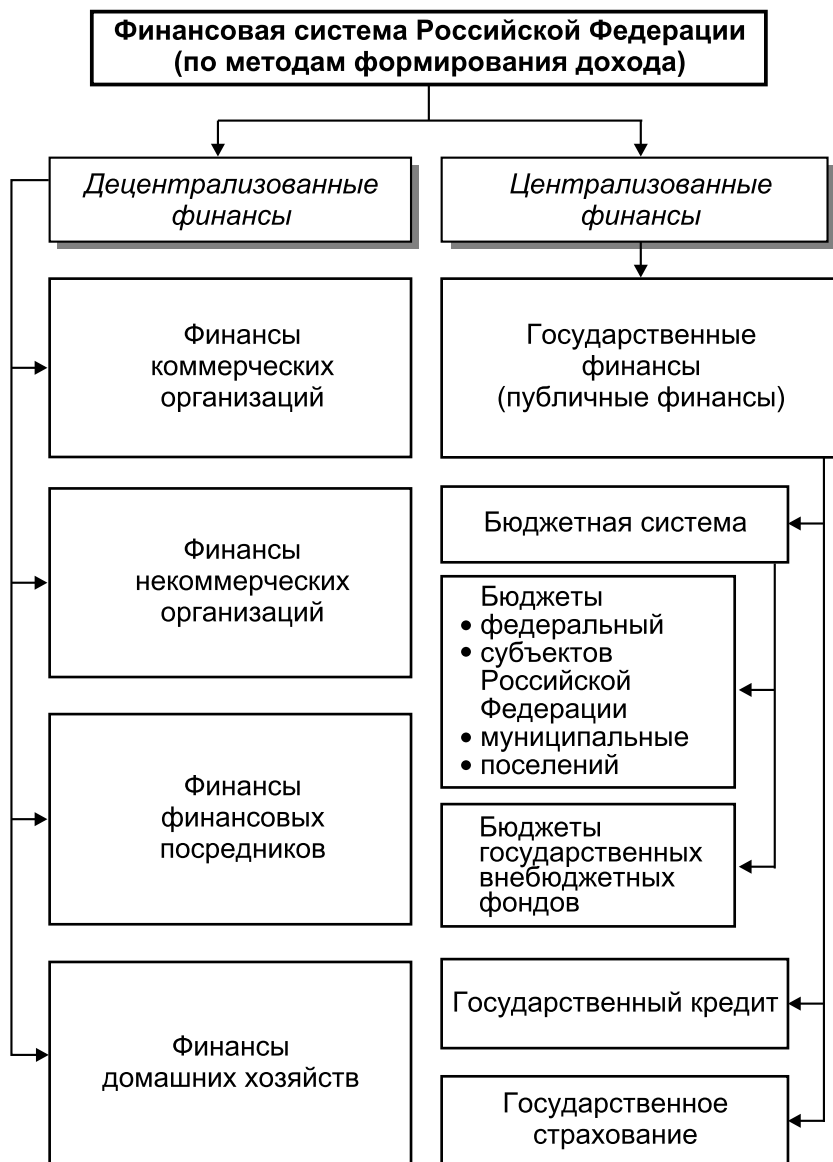 Финансовая система Российской Федерации
(по методам формирования дохода)
Децентрализованные
финансы
Централизованные
финансы
Финансы
коммерческих
организаций
Государственные
финансы
(публичные финансы)
Финансы
некоммерческих
организаций
Бюджетная система
Бюджеты
• федеральный
• субъектов
Российской
Федерации
• муниципальные
• поселений
Финансы
финансовых
посредников
Бюджеты
государственных
внебюджетных
фондов
Финансы
домашних хозяйств
Государственный кредит
Государственное
страхование